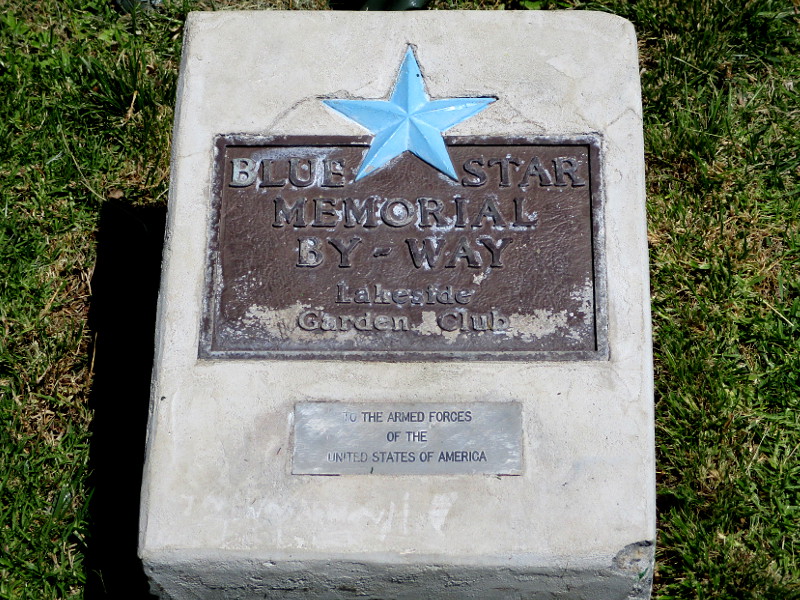 BLUE STAR
MEMORIAL
BY-WAY
Lakeside
Garden Club
TO THE ARMED FORCES
OF THE
UNITED STATES OF AMERICA